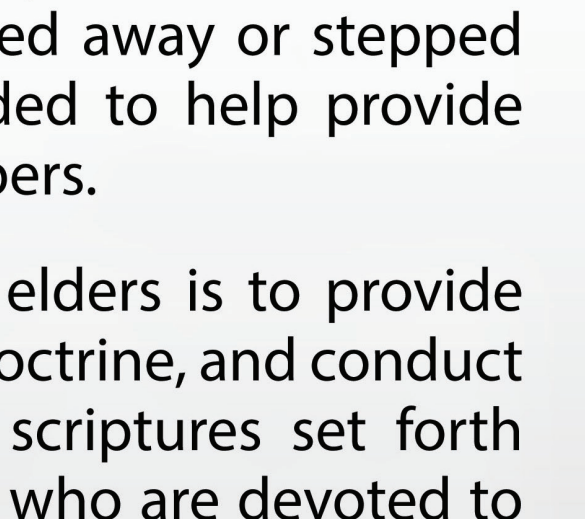 ed away or stepped
ded to help provide
bers.
elders is to provide
octrine, and conduct
scriptures set forth
who are devoted to